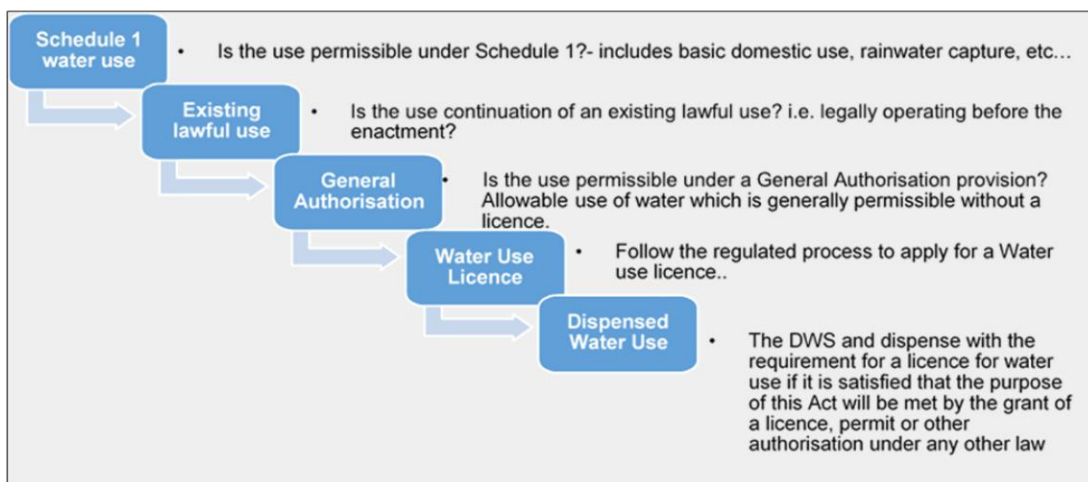 Schedule 1
water use
• Is the use permissible under Schedule 1?- includes basic domestic use, rainwater capture, etc…
Existing
lawful use
• Is the use continuation of an existing lawful use? i.e. legally operating before the
enactment?
General
Authorisation
• Is the use permissible under a General Authorisation provision?
Allowable use of water which is generally permissible without a
licence.
Water Use
Licence
• Follow the regulated process to apply for a Water
use licence..
Dispensed
Water Use
• The DWS and dispense with the
requirement for a licence for water
use if it is satisfied that the purpose
of this Act will be met by the grant of
a licence, permit or other
authorisation under any other law